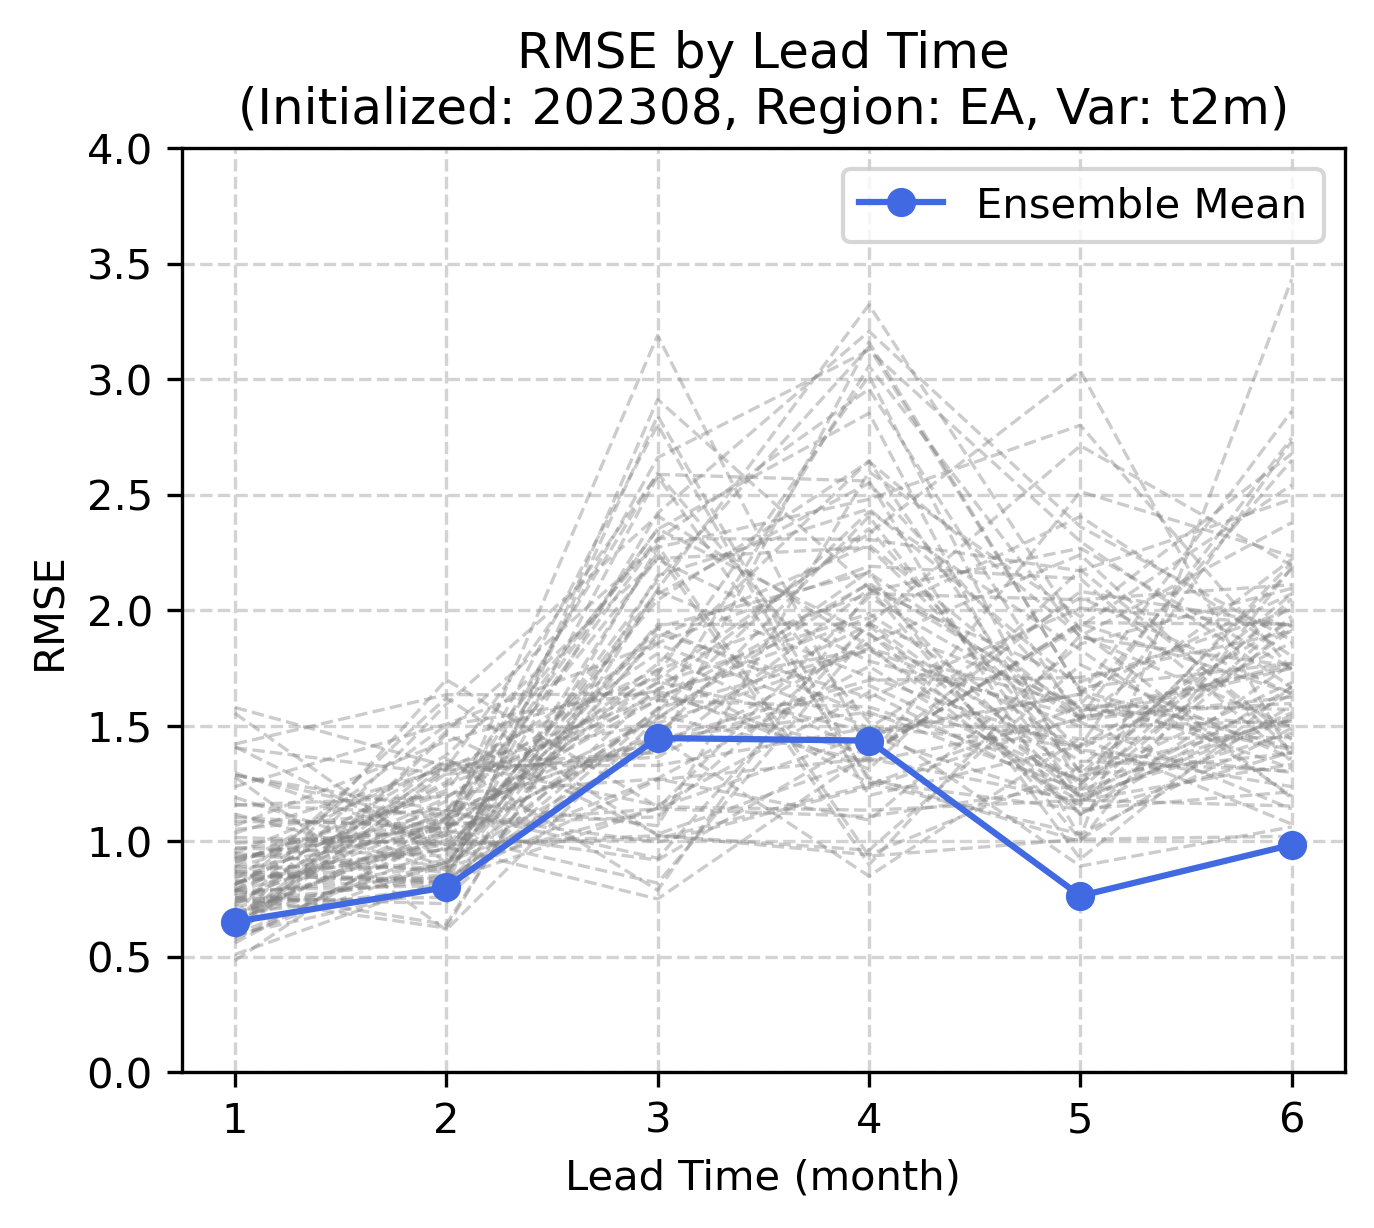 RMSE by Lead Time
(Initialized: 202308, Region: EA, Var: t2m)
4.0
3.5
3.0
2.5
2.0
1.5
1.0
0.5
0.0
RMSE
Ensemble Mean
1 2 3 4 5 6
Lead Time (month)